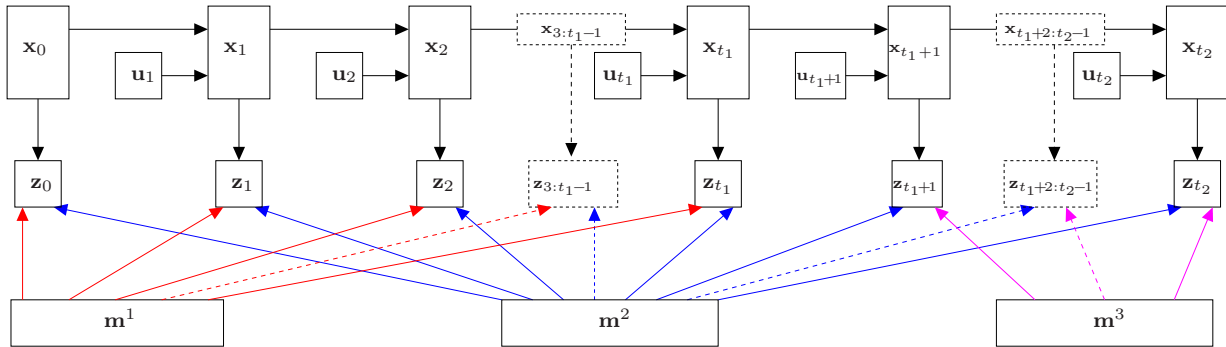 x₀ x₁ x₂ x₃:ₜ₁₋₁ xₜ₁ xₜ₁₊₁ xₜ₁₊₂:ₜ₂₋₁ xₜ₂
u₁ u₂ uₜ₁ uₜ₁₊₁ uₜ₂
z₀ z₁ z₂ z₃:ₜ₁₋₁ zₜ₁ zₜ₁₊₁ zₜ₁₊₂:ₜ₂₋₁ zₜ₂
m¹ m² m³